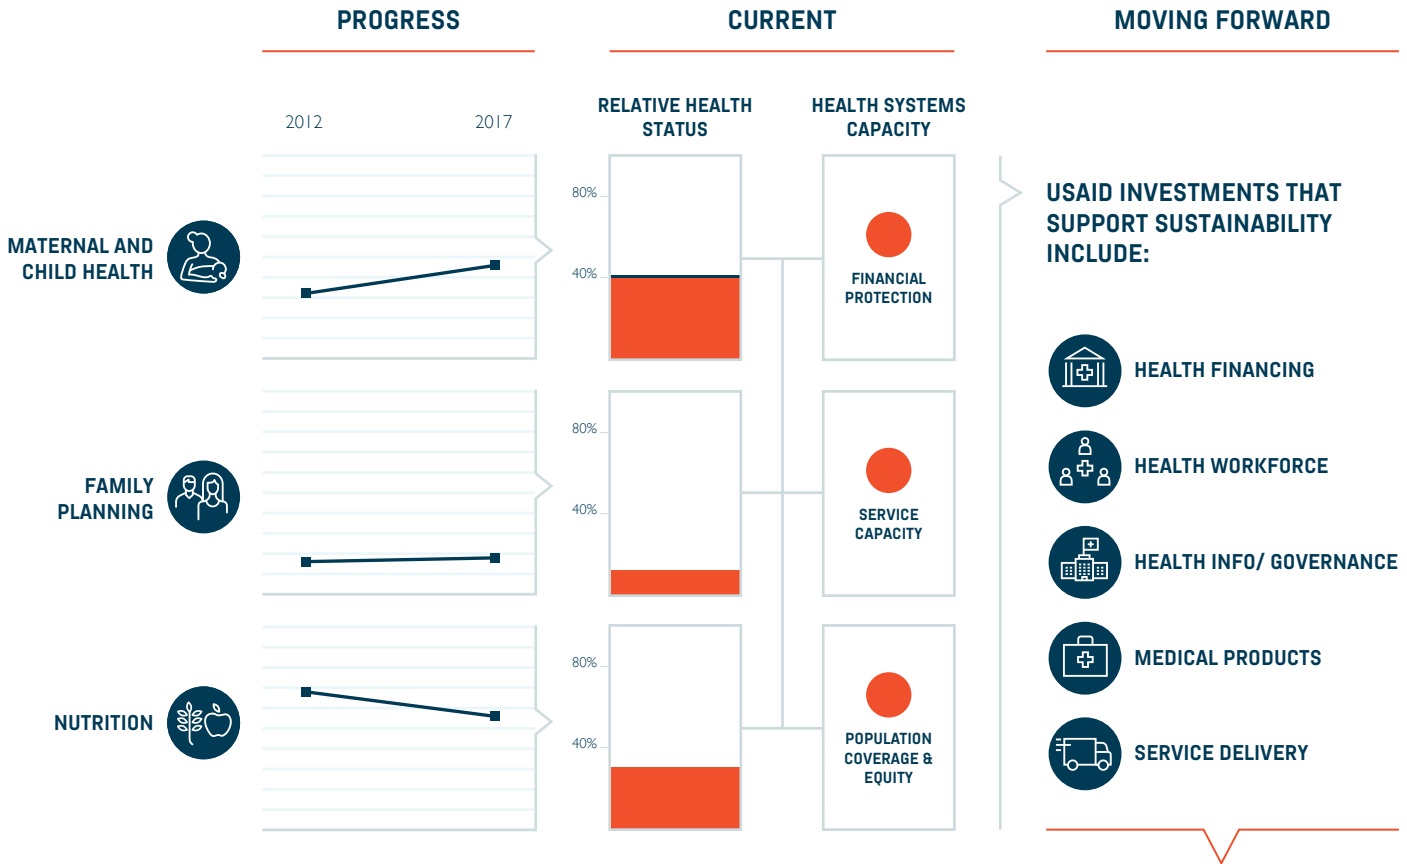 PROGRESS
CURRENT
MOVING FORWARD
2012
2017
RELATIVE HEALTH
STATUS
HEALTH SYSTEMS
CAPACITY
MATERNAL AND
CHILD HEALTH
80%
40%
FINANCIAL
PROTECTION
FAMILY
PLANNING
80%
40%
SERVICE
CAPACITY
NUTRITION
80%
40%
POPULATION
COVERAGE &
EQUITY
USAID INVESTMENTS THAT
SUPPORT SUSTAINABILITY
INCLUDE:
HEALTH FINANCING
HEALTH WORKFORCE
HEALTH INFO/ GOVERNANCE
MEDICAL PRODUCTS
SERVICE DELIVERY